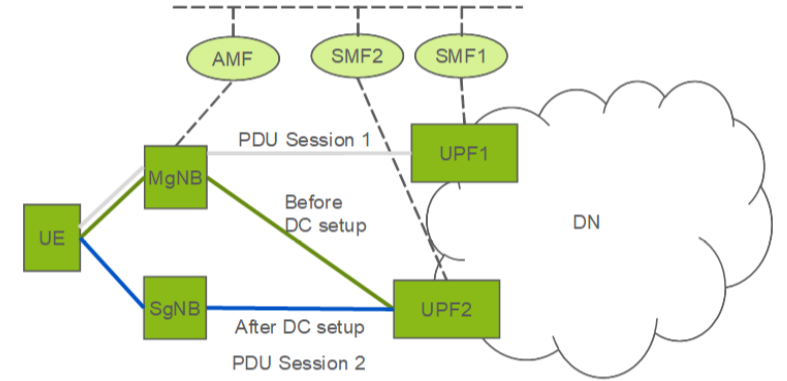 AMF
SMF2
SMF1
PDU Session 1
UPF1
MgNB
Before
DC setup
UE
DN
SgNB
UPF2
After DC setup
PDU Session 2